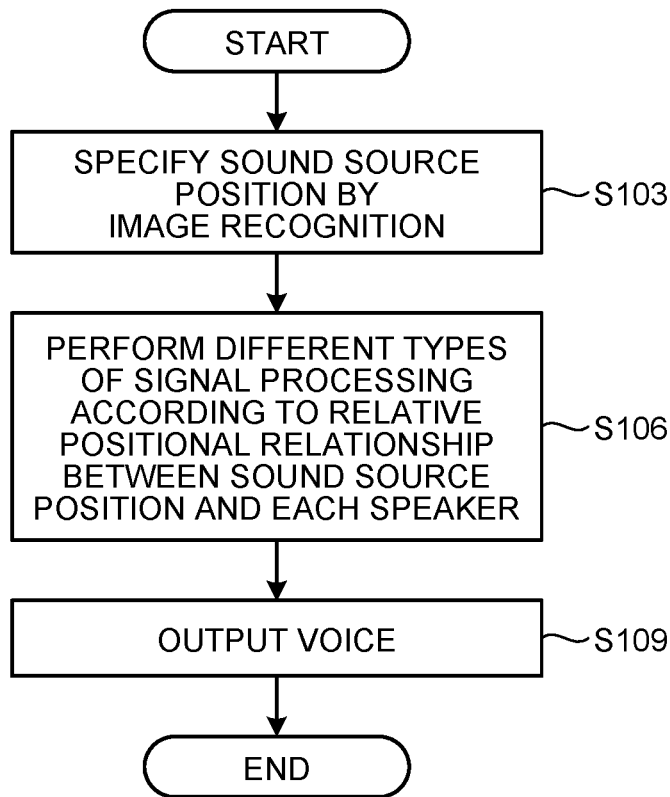 START
SPECIFY SOUND SOURCE
POSITION BY
IMAGE RECOGNITION
S103
PERFORM DIFFERENT TYPES
OF SIGNAL PROCESSING
ACCORDING TO RELATIVE
POSITIONAL RELATIONSHIP
BETWEEN SOUND SOURCE
POSITION AND EACH SPEAKER
S106
OUTPUT VOICE
S109
END